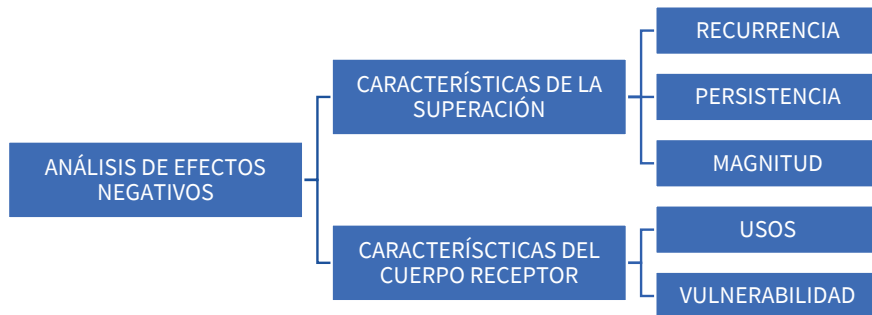 ANÁLISIS DE EFECTOS
NEGATIVOS
CARACTERÍSTICAS DE LA
SUPERACIÓN
RECURRENCIA
PERSISTENCIA
MAGNITUD
CARACTERÍSCTICAS DEL
CUERPO RECEPTOR
USOS
VULNERABILIDAD